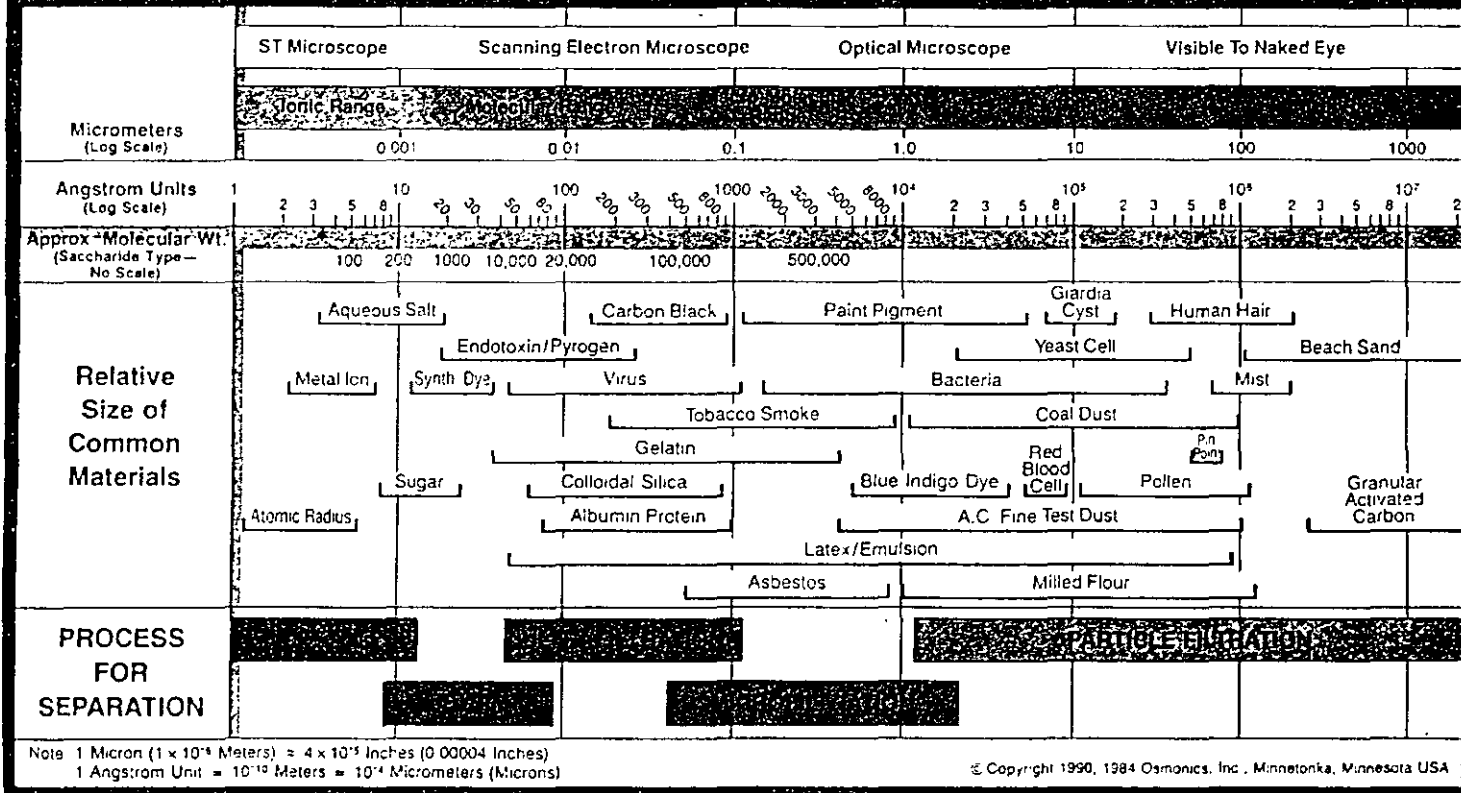 ST Microscope Scanning Electron Microscope Optical Microscope Visible To Naked Eye
Ionic Range Molecular Range
Micrometers
(Log Scale)
0.001 0.01 0.1 1.0 10 100 1000
Angstrom Units
(Log Scale)
1 10 100 1000 10⁴ 10⁵ 10⁶ 10⁷
2 3 5 8 20 30 50 80 200 300 500 800 2000 3000 5000 8000 2 3 5 8 2 3 5 8 2 3 5 8 2
Approx. Molecular Wt.
(Saccharide Type—
No Scale)
100 200 1000 10,000 20,000 100,000 500,000
Relative
Size of
Common
Materials
Aqueous Salt Carbon Black Paint Pigment Giardia
Cyst Human Hair
Endotoxin/Pyrogen Yeast Cell Beach Sand
Metal Ion Synth. Dye Virus Bacteria Mist
Tobacco Smoke Coal Dust
Gelatin Pin
Point
Sugar Colloidal Silica Blue Indigo Dye Red
Blood
Cell Pollen Granular
Activated
Carbon
Atomic Radius Albumin Protein A.C. Fine Test Dust
Latex/Emulsion
Asbestos Milled Flour
PROCESS
FOR
SEPARATION
PARTICLE FILTRATION
Note 1 Micron (1 x 10⁻⁶ Meters) ≈ 4 x 10⁻⁵ Inches (0.00004 Inches)
1 Angstrom Unit = 10⁻¹⁰ Meters = 10⁻⁴ Micrometers (Microns)
© Copyright 1990, 1984 Osmonics, Inc., Minnetonka, Minnesota USA